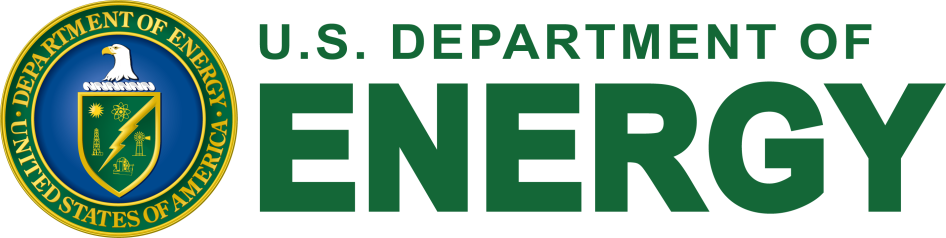 DEPARTMENT OF ENERGY
UNITED STATES OF AMERICA
U.S. DEPARTMENT OF
ENERGY